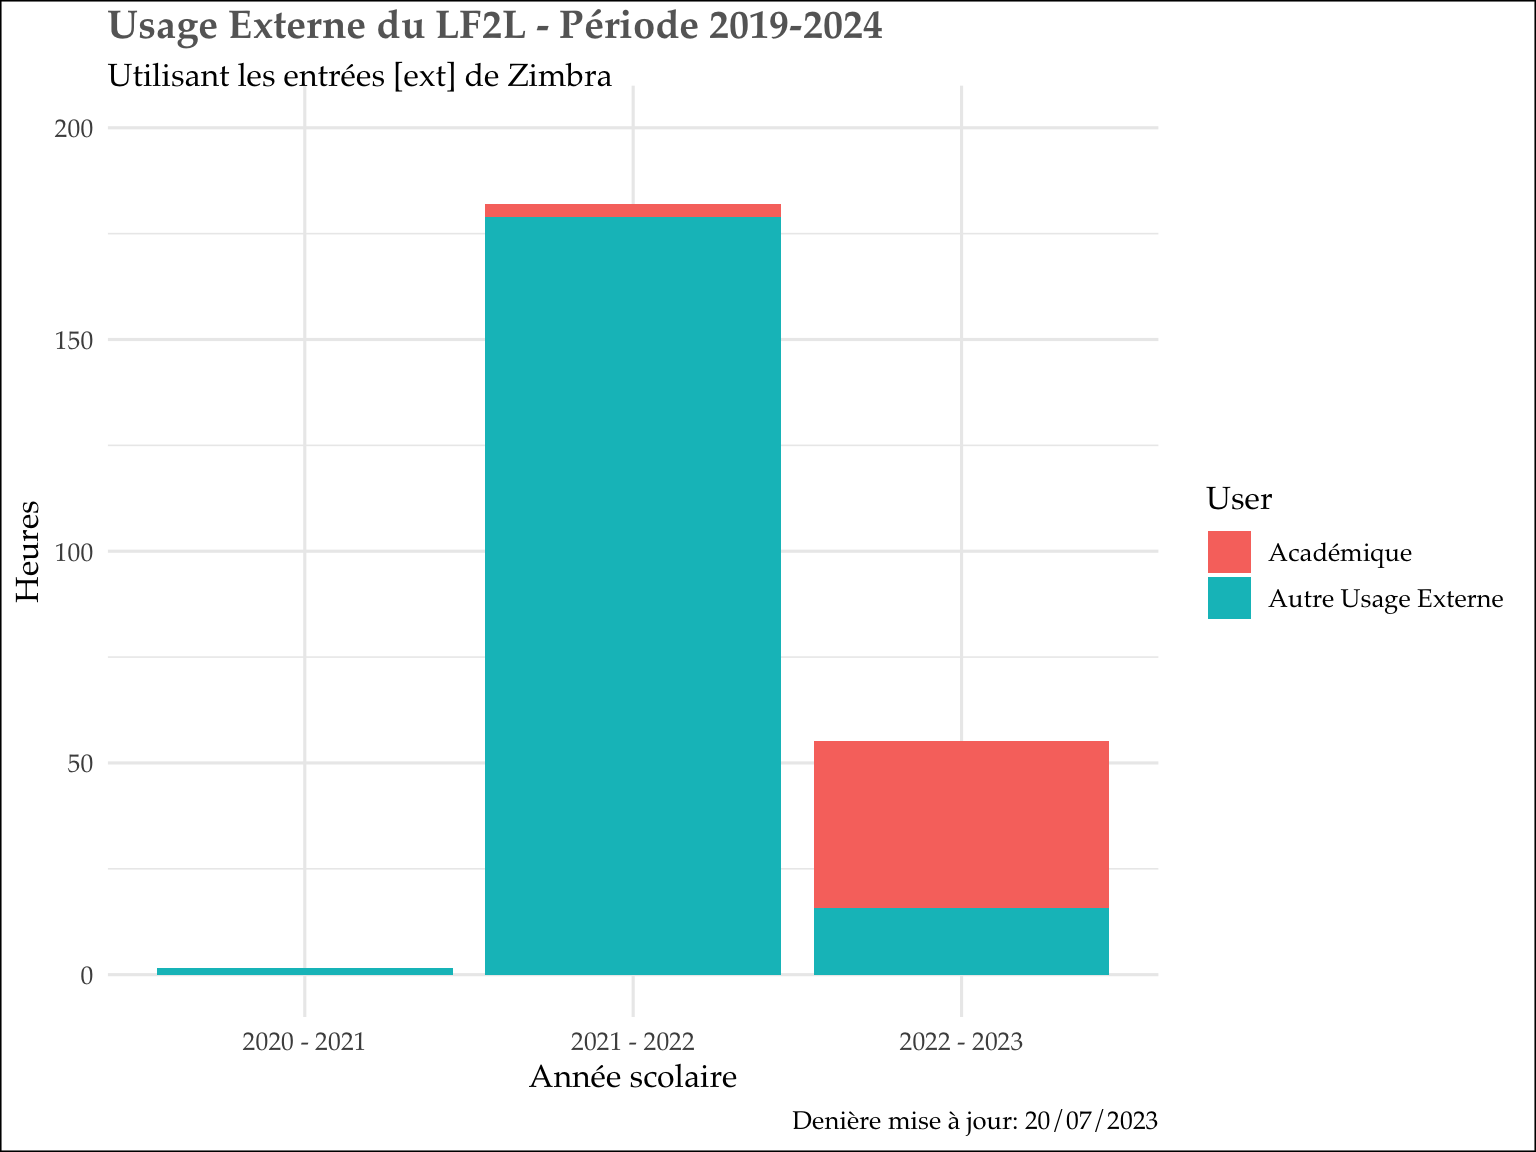 Usage Externe du LF2L - Période 2019-2024
Utilisant les entrées [ext] de Zimbra
200
150
100
50
0
Heures
2020 - 2021
2021 - 2022
2022 - 2023
Année scolaire
User
Académique
Autre Usage Externe
Denière mise à jour: 20/07/2023